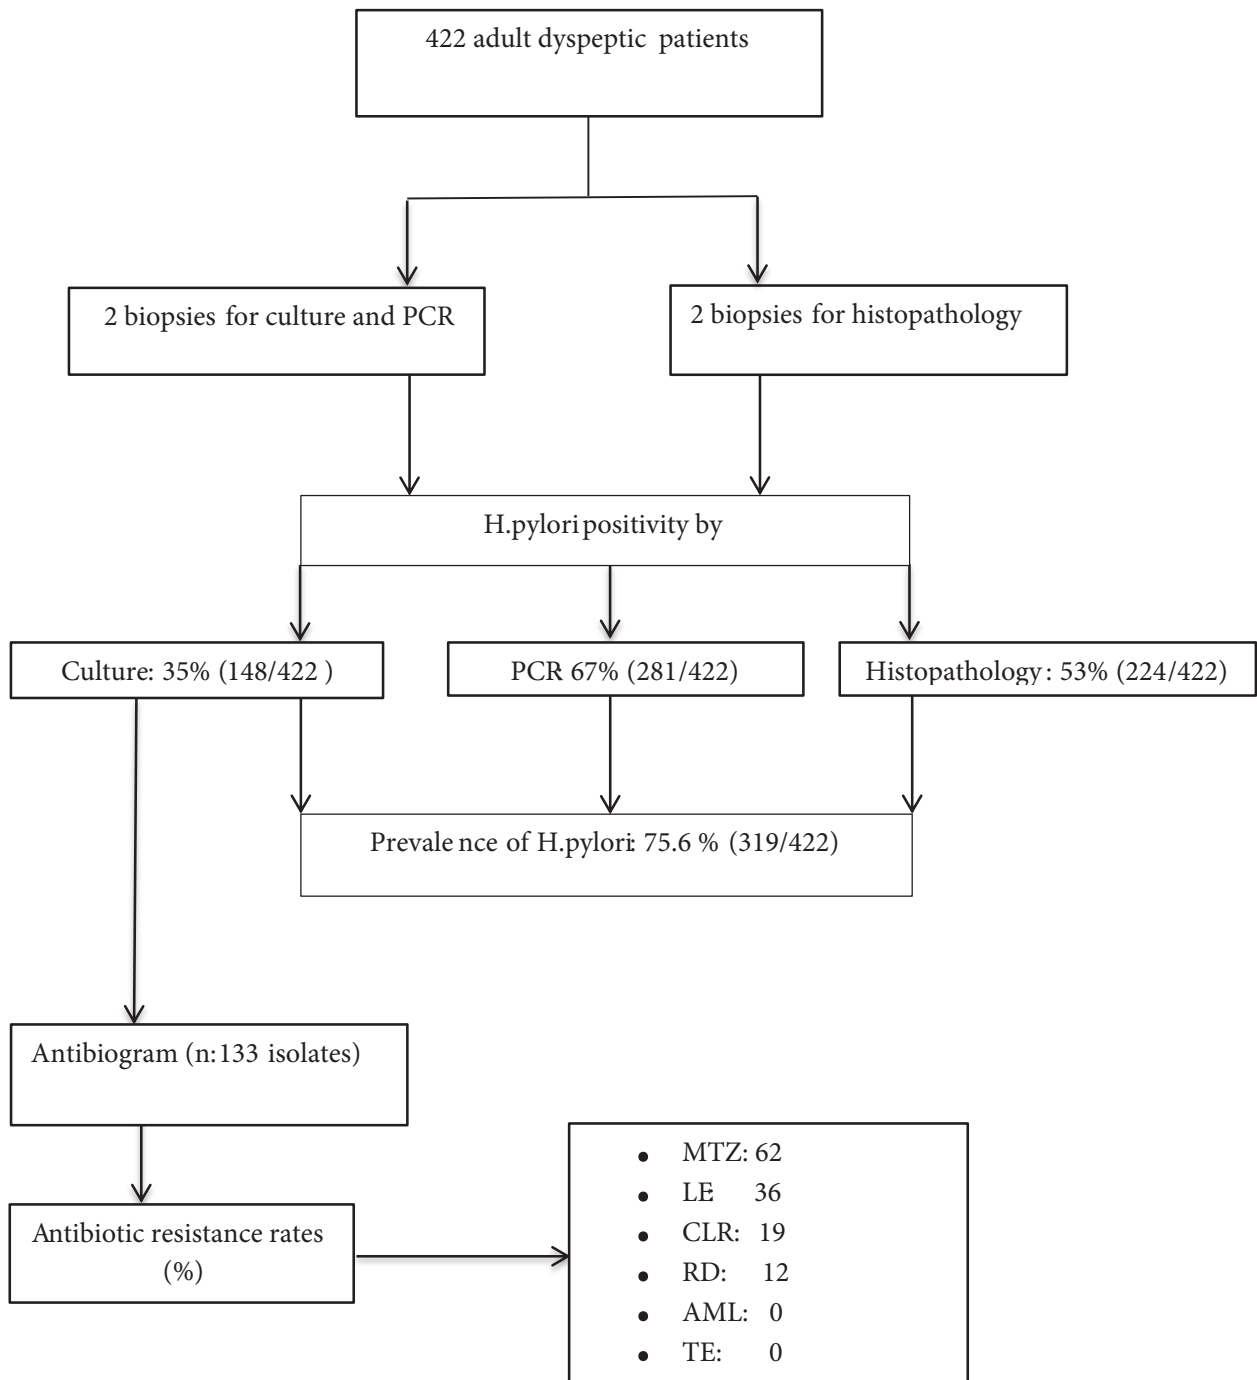 422 adult dyspeptic patients
2 biopsies for culture and PCR
2 biopsies for histopathology
H.pylori positivity by
Culture: 35% (148/422 )
PCR: 67% (281/422)
Histopathology : 53% (224/422)
Prevalence of H.pylori: 75.6 % (319/422)
Antibiogram (n:133 isolates)
Antibiotic resistance rates
(%)
• MTZ: 62
• LE: 36
• CLR: 19
• RD: 12
• AML: 0
• TE: 0